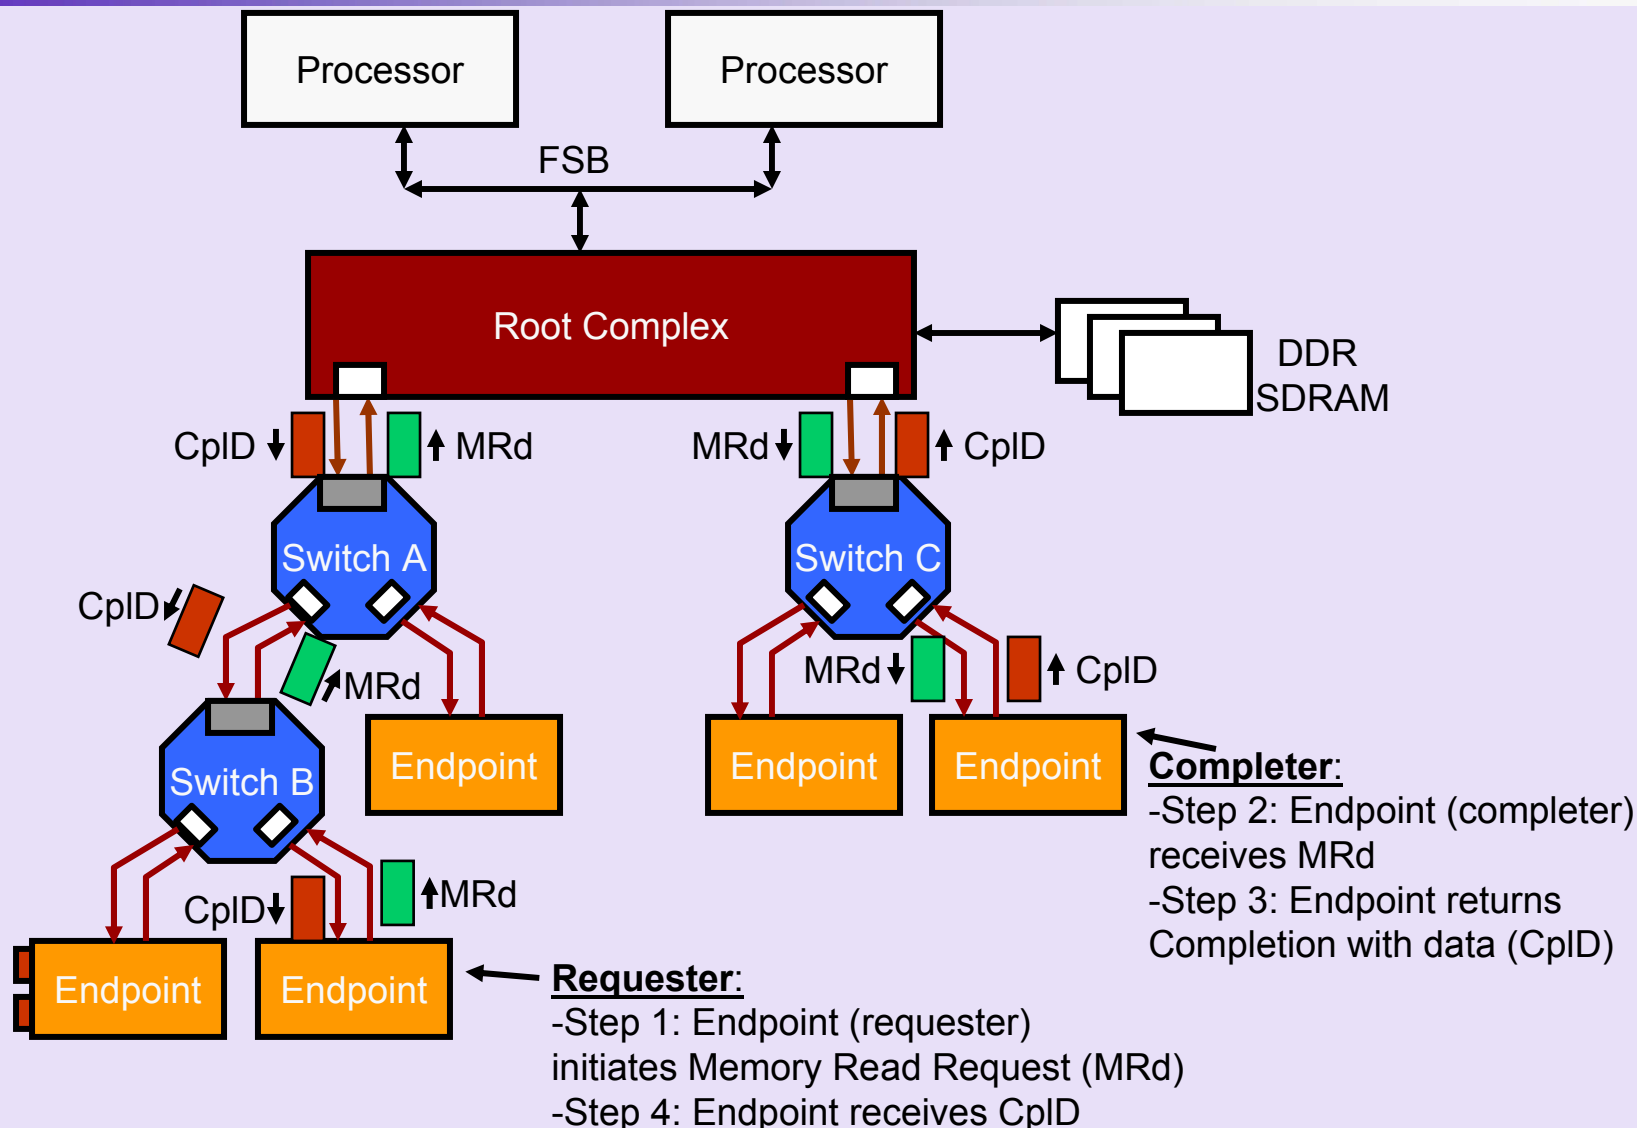 Processor
Processor
FSB
Root Complex
DDR
SDRAM
CplD
MRd
MRd
CplD
Switch A
Switch C
CplD
MRd
MRd
CplD
Switch B
Endpoint
Endpoint
Endpoint
Completer:
-Step 2: Endpoint (completer)
receives MRd
-Step 3: Endpoint returns
Completion with data (CplD)
CplD
MRd
Endpoint
Endpoint
Requester:
-Step 1: Endpoint (requester)
initiates Memory Read Request (MRd)
-Step 4: Endpoint receives CplD